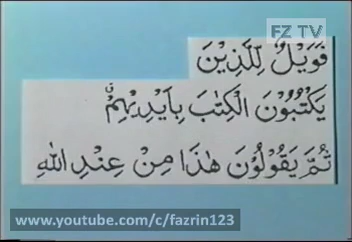 FZ TV
فَوَيْلٌ لِّلَّذِيْنَ
يَكْتُبُوْنَ الْكِتٰبَ بِاَيْدِيْهِمْۙ
ثُمَّ يَقُوْلُوْنَ هٰذَا مِنْ عِنْدِ اللّٰهِ
www.youtube.com/c/fazrin123